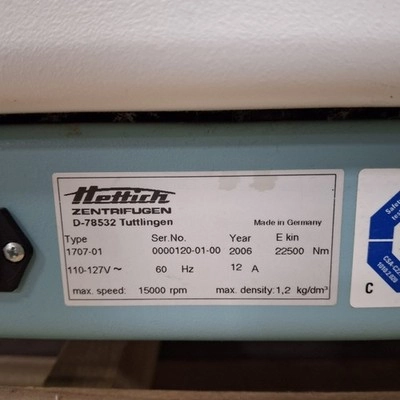 Hettich
ZENTRIFUGEN
D-78532 Tuttlingen
Made in Germany
Type Ser.No. Year E kin
1707-01 0000120-01-00 2006 22500 Nm
110-127V ~ 60 Hz 12 A
max. speed: 15000 rpm max. density: 1,2 kg/dm³
C